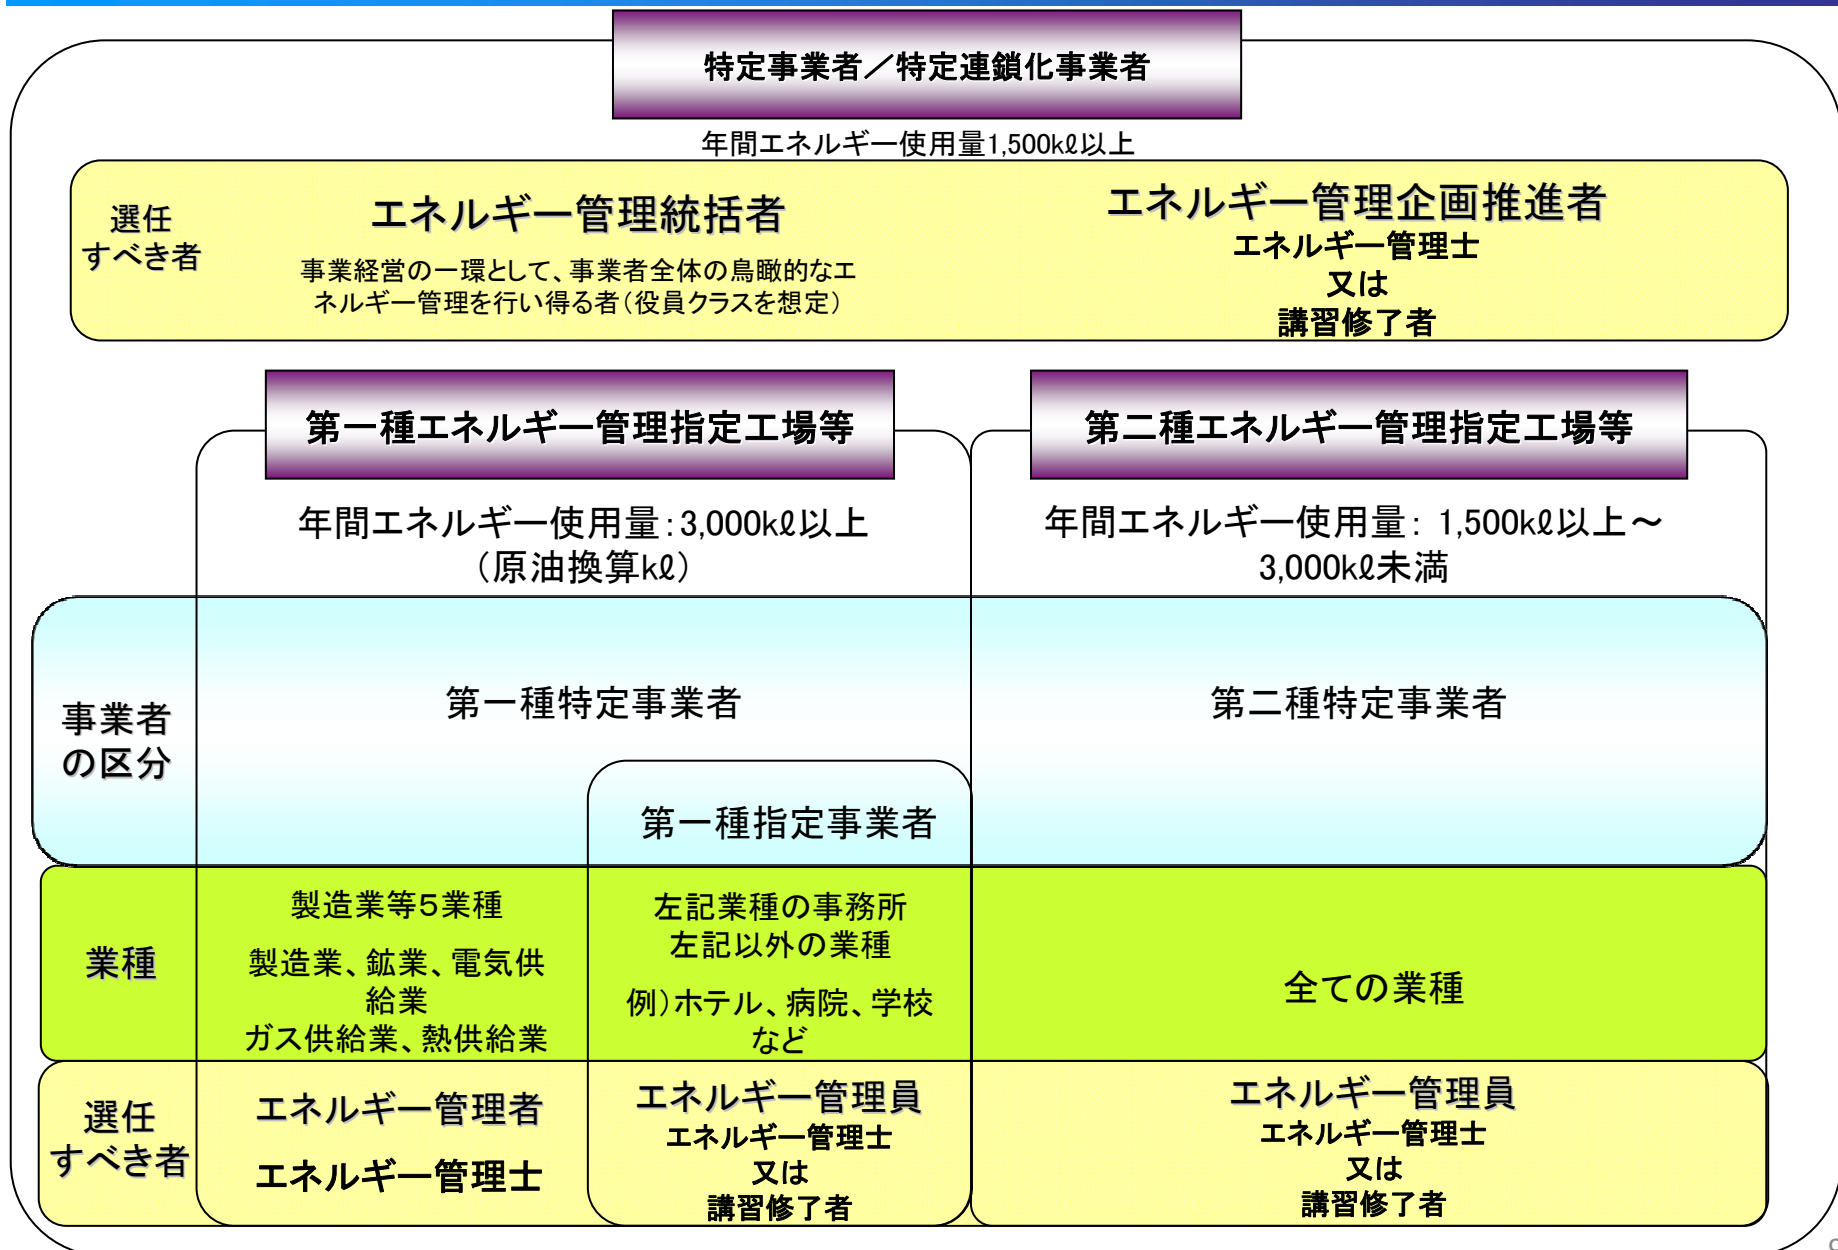 特定事業者／特定連鎖化事業者
年間エネルギー使用量1,500kℓ以上
選任
すべき者
エネルギー管理統括者
事業経営の一環として、事業者全体の鳥瞰的なエ
ネルギー管理を行い得る者（役員クラスを想定）
エネルギー管理企画推進者
エネルギー管理士
又は
講習修了者
第一種エネルギー管理指定工場等
年間エネルギー使用量：3,000kℓ以上
（原油換算kℓ）
第二種エネルギー管理指定工場等
年間エネルギー使用量： 1,500kℓ以上～
3,000kℓ未満
事業者
の区分
第一種特定事業者
第一種指定事業者
第二種特定事業者
業種
製造業等５業種
製造業、鉱業、電気供
給業
ガス供給業、熱供給業
左記業種の事務所
左記以外の業種
例）ホテル、病院、学校
など
全ての業種
選任
すべき者
エネルギー管理者
エネルギー管理士
エネルギー管理員
エネルギー管理士
又は
講習修了者
エネルギー管理員
エネルギー管理士
又は
講習修了者